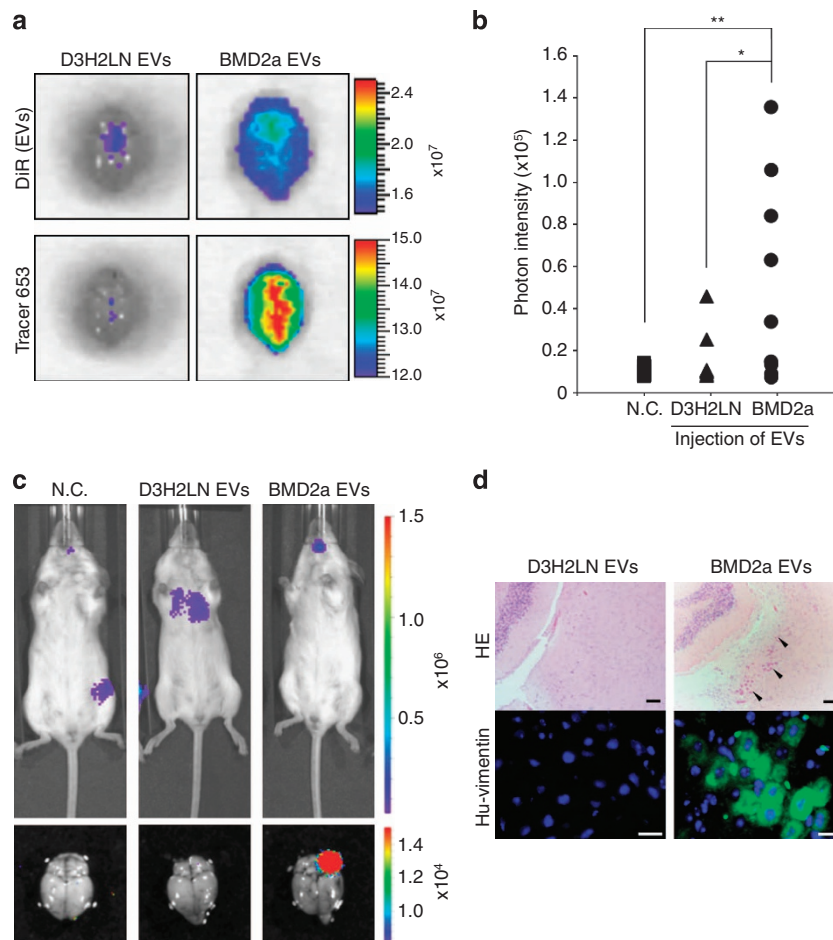 a
D3H2LN EVs BMD2a EVs
DiR (EVs)
2.4
2.0
1.6
x10⁷
Tracer 653
15.0
14.0
13.0
12.0
x10⁷
b
** 
*
Photon intensity (x10⁵)
1.6
1.4
1.2
1.0
0.8
0.6
0.4
0.2
0
N.C. D3H2LN BMD2a
Injection of EVs
c
N.C. D3H2LN EVs BMD2a EVs
1.5
1.0
0.5
x10⁶
1.4
1.2
1.0
x10⁴
d
D3H2LN EVs BMD2a EVs
HE
Hu-vimentin